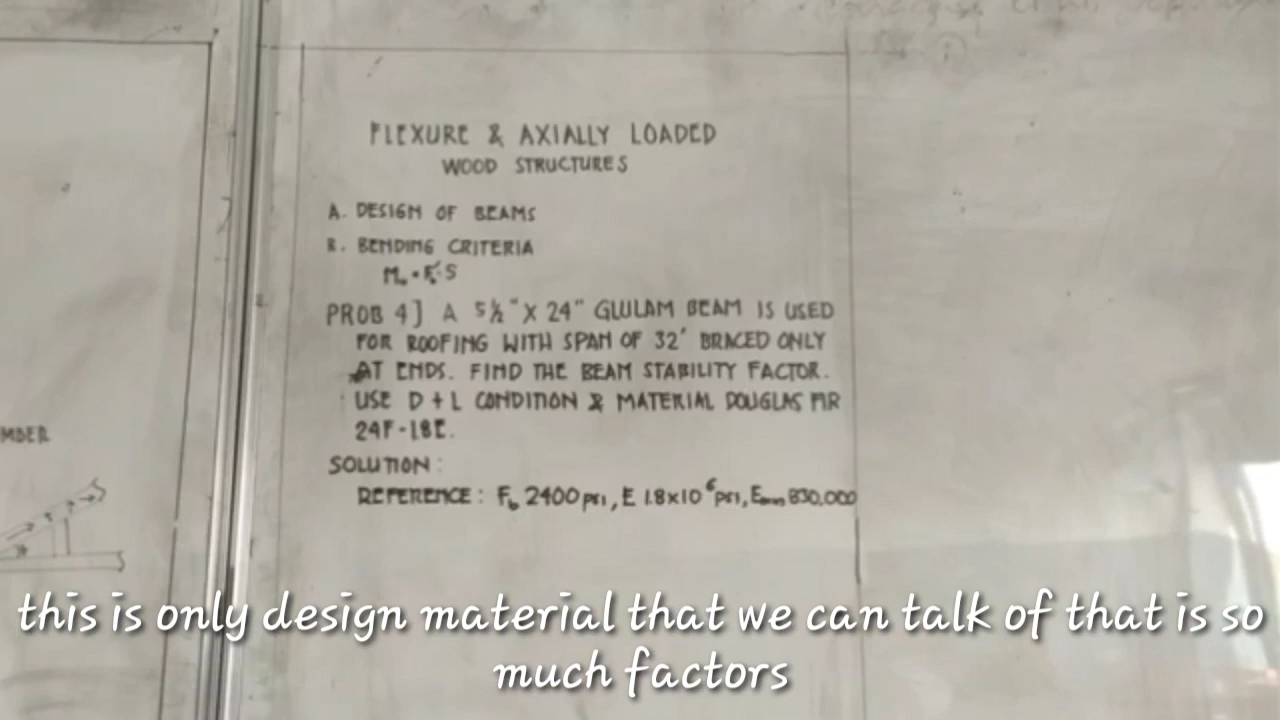 FLEXURE & AXIALLY LOADED
WOOD STRUCTURES
A. DESIGN OF BEAMS
B. BENDING CRITERIA
PROB 4] A 5½" X 24" GLULAM BEAM IS USED
FOR ROOFING WITH SPAN OF 32' BRACED ONLY
AT ENDS. FIND THE BEAM STABILITY FACTOR.
USE D + L CONDITION & MATERIAL DOUGLAS FIR
24F-1.8E.
MBER
SOLUTION:
REFERENCE: Fb 2400 psi, E 1.8x10⁶ psi, Emin 830,000
this is only design material that we can talk of that is so
much factors